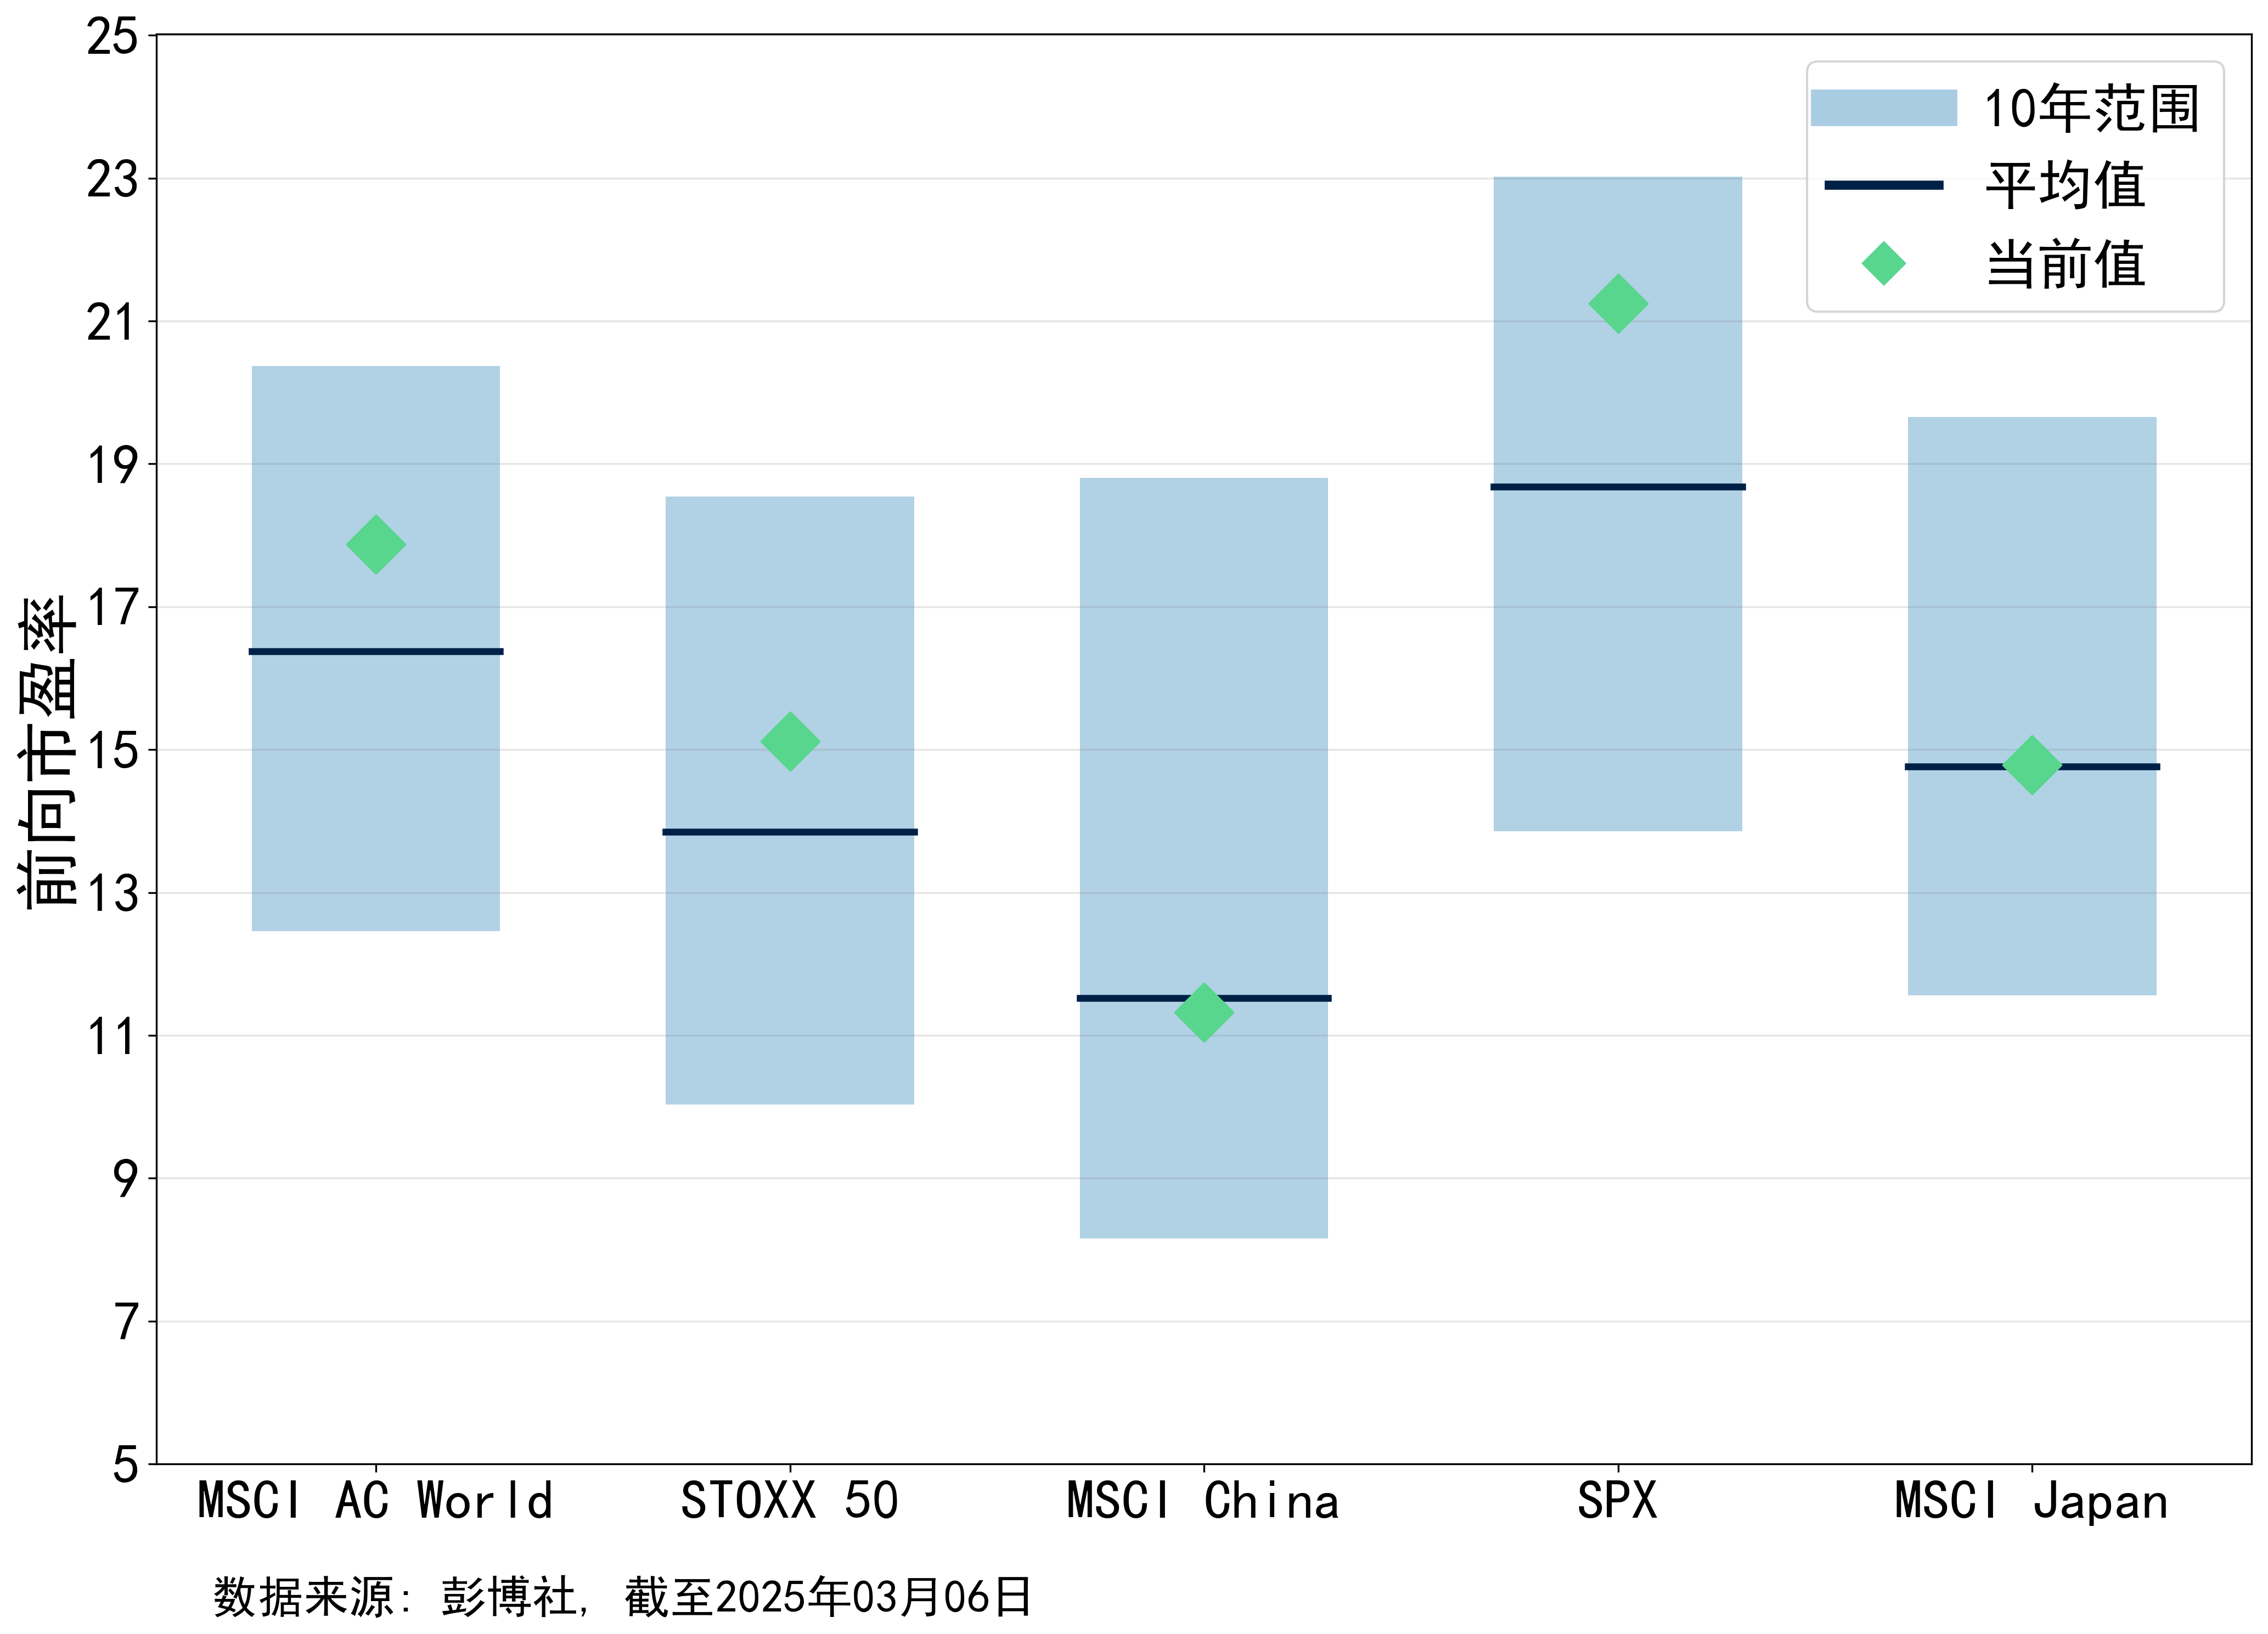 25
23
21
19
17
15
13
11
9
7
5
前向市盈率
10年范围
平均值
当前值
MSCI AC World
STOXX 50
MSCI China
SPX
MSCI Japan
数据来源: 彭博社, 截至2025年03月06日